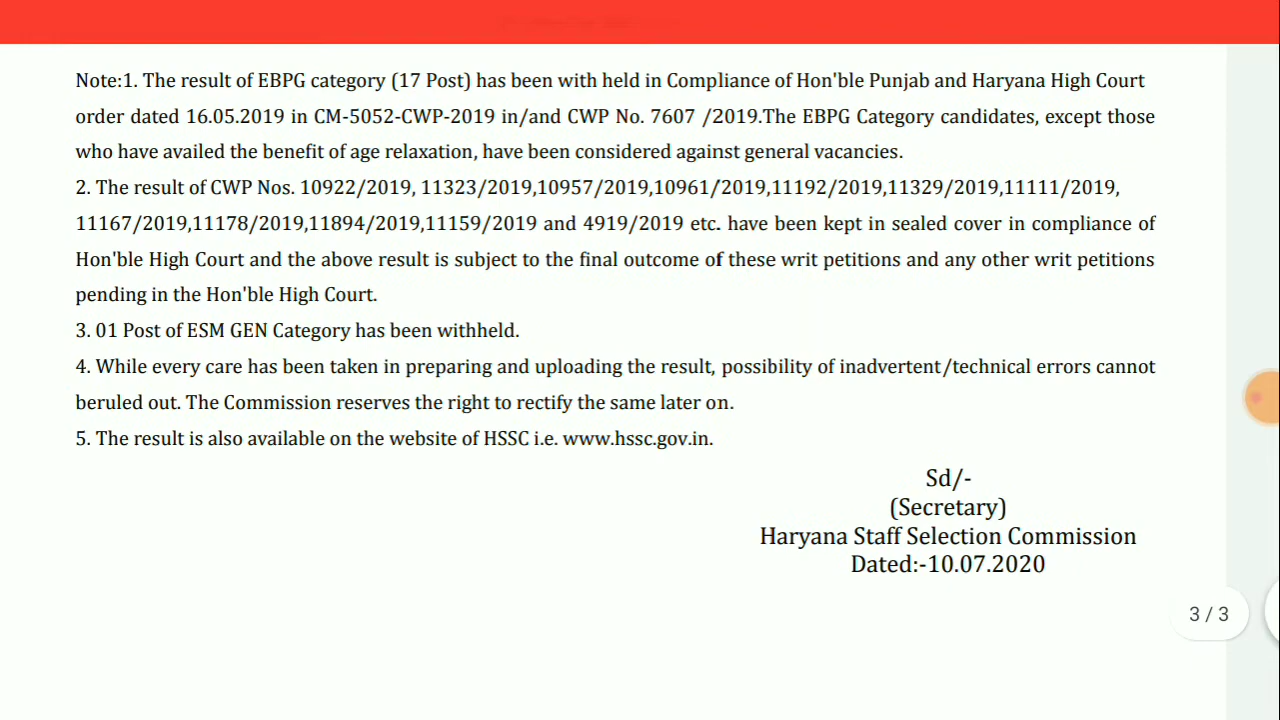 Note:1. The result of EBPG category (17 Post) has been with held in Compliance of Hon'ble Punjab and Haryana High Court
order dated 16.05.2019 in CM-5052-CWP-2019 in/and CWP No. 7607 /2019.The EBPG Category candidates, except those
who have availed the benefit of age relaxation, have been considered against general vacancies.
2. The result of CWP Nos. 10922/2019, 11323/2019,10957/2019,10961/2019,11192/2019,11329/2019,11111/2019,
11167/2019,11178/2019,11894/2019,11159/2019 and 4919/2019 etc. have been kept in sealed cover in compliance of
Hon'ble High Court and the above result is subject to the final outcome of these writ petitions and any other writ petitions
pending in the Hon'ble High Court.
3. 01 Post of ESM GEN Category has been withheld.
4. While every care has been taken in preparing and uploading the result, possibility of inadvertent/technical errors cannot
beruled out. The Commission reserves the right to rectify the same later on.
5. The result is also available on the website of HSSC i.e. www.hssc.gov.in.
Sd/-
(Secretary)
Haryana Staff Selection Commission
Dated:-10.07.2020
3 / 3